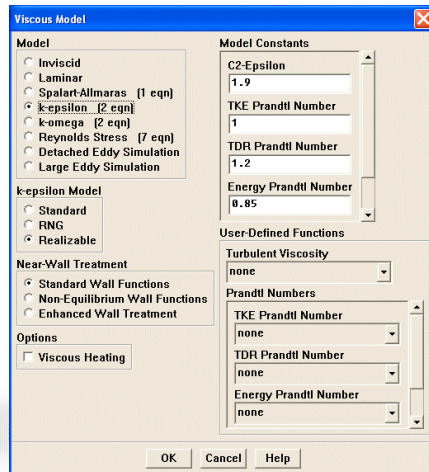 Viscous Model
Model
Inviscid
Laminar
Spalart-Allmaras (1 eqn)
k-epsilon (2 eqn)
k-omega (2 eqn)
Reynolds Stress (7 eqn)
Detached Eddy Simulation
Large Eddy Simulation
k-epsilon Model
Standard
RNG
Realizable
Near-Wall Treatment
Standard Wall Functions
Non-Equilibrium Wall Functions
Enhanced Wall Treatment
Options
Viscous Heating
Model Constants
C2-Epsilon
1.9
TKE Prandtl Number
1
TDR Prandtl Number
1.2
Energy Prandtl Number
0.85
User-Defined Functions
Turbulent Viscosity
none
Prandtl Numbers
TKE Prandtl Number
none
TDR Prandtl Number
none
Energy Prandtl Number
none
OK Cancel Help